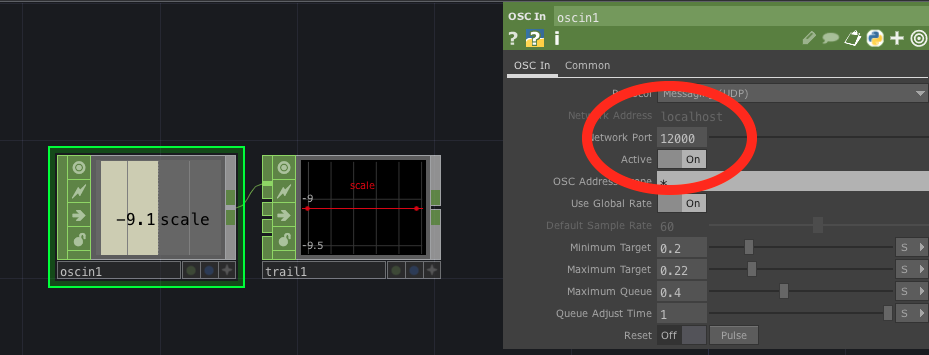 OSC In oscin1
? ? i
OSC In Common
Protocol Messaging (UDP)
Network Address localhost
Network Port 12000
Active On
OSC Address Scope *
Use Global Rate On
Default Sample Rate 60
Minimum Target 0.2 S
Maximum Target 0.22 S
Maximum Queue 0.4 S
Queue Adjust Time 1 S
Reset Off Pulse
-9.1 scale
oscin1
scale
-9
-9.5
trail1